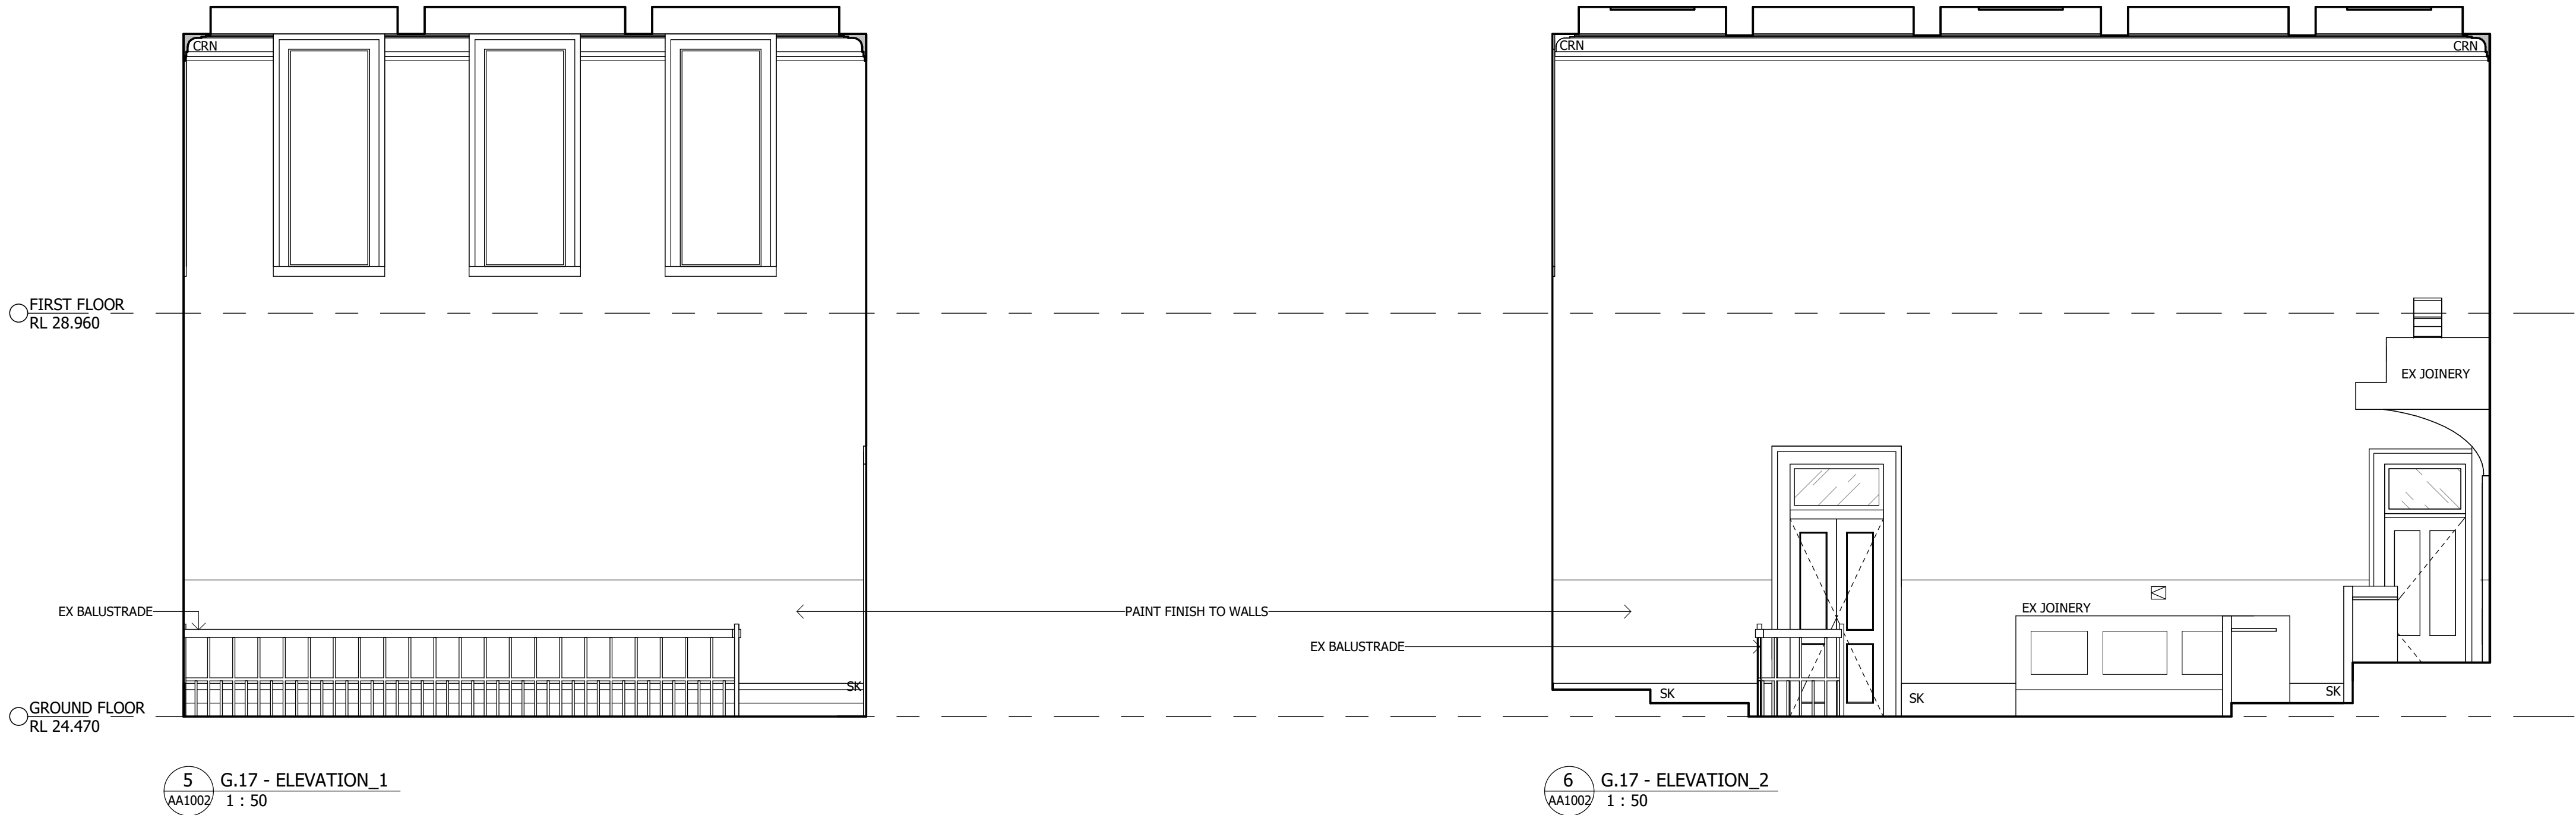 CRN
CRN
CRN
FIRST FLOOR
RL 28.960
EX JOINERY
EX BALUSTRADE
PAINT FINISH TO WALLS
EX JOINERY
EX BALUSTRADE
SK
SK
SK
SK
GROUND FLOOR
RL 24.470
5
AA1002
G.17 - ELEVATION_1
1 : 50
6
AA1002
G.17 - ELEVATION_2
1 : 50